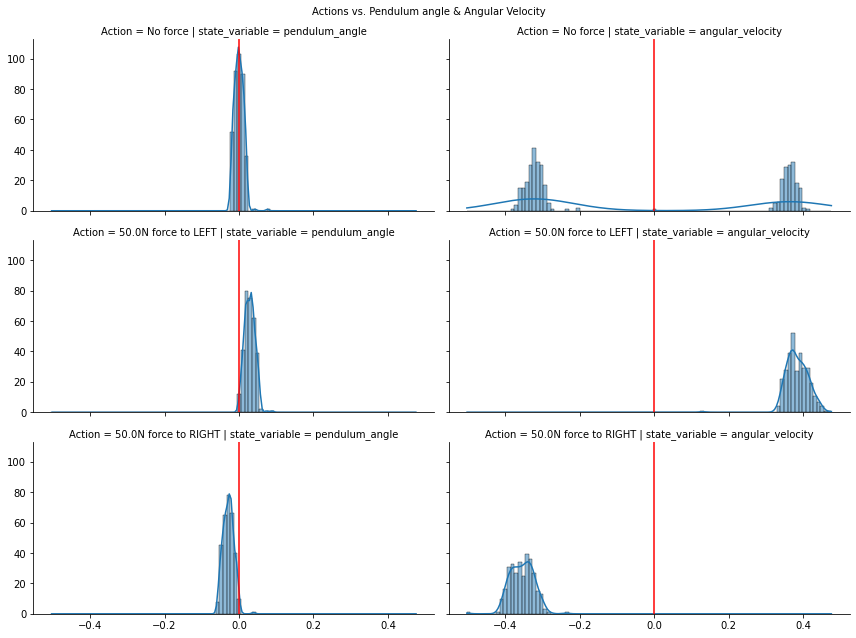 Actions vs. Pendulum angle & Angular Velocity
Action = No force | state_variable = pendulum_angle
Action = No force | state_variable = angular_velocity
100
80
60
40
20
0
Action = 50.0N force to LEFT | state_variable = pendulum_angle
Action = 50.0N force to LEFT | state_variable = angular_velocity
100
80
60
40
20
0
Action = 50.0N force to RIGHT | state_variable = pendulum_angle
Action = 50.0N force to RIGHT | state_variable = angular_velocity
100
80
60
40
20
0
−0.4 −0.2 0.0 0.2 0.4
−0.4 −0.2 0.0 0.2 0.4